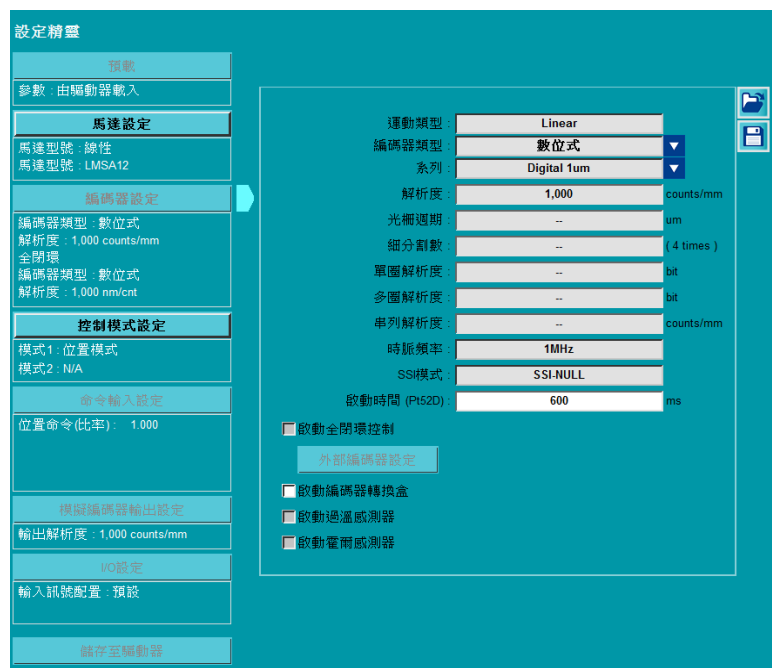 設定精靈
預載
參數 : 由驅動器載入
馬達設定
馬達型號 : 線性
馬達型號 : LMSA12
編碼器設定
編碼器類型 : 數位式
解析度 : 1,000 counts/mm
全閉環
編碼器類型 : 數位式
解析度 : 1,000 nm/cnt
控制模式設定
模式1 : 位置模式
模式2 : N/A
命令輸入設定
位置命令(比率) : 1.000
模擬編碼器輸出設定
輸出解析度 : 1,000 counts/mm
I/O設定
輸入訊號配置 : 預設
儲存至驅動器
運動類型 : Linear
編碼器類型 : 數位式
系列 : Digital 1um
解析度 : 1,000 counts/mm
光柵週期 : -- um
細分割數 : -- ( 4 times )
單圈解析度 : -- bit
多圈解析度 : -- bit
串列解析度 : -- counts/mm
時脈頻率 : 1MHz
SSI模式 : SSI-NULL
啟動時間 (Pt52D) : 600 ms
啟動全閉環控制
外部編碼器設定
啟動編碼器轉換盒
啟動過溫感測器
啟動霍爾感測器